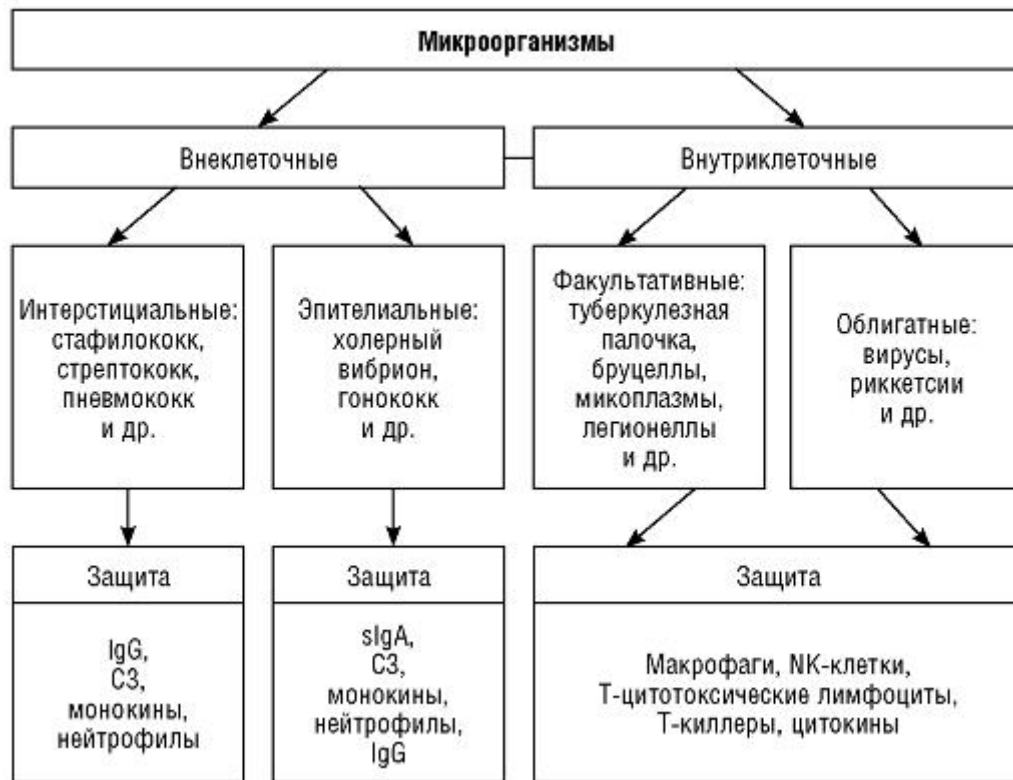 Микроорганизмы
Внеклеточные
Внутриклеточные
Интерстициальные:
стафилококк,
стрептококк,
пневмококк
и др.
Эпителиальные:
холерный
вибрион,
гонококк
и др.
Факультативные:
туберкулезная
палочка,
бруцеллы,
микоплазмы,
легионеллы
и др.
Облигатные:
вирусы,
риккетсии
и др.
Защита
IgG,
C3,
монокины,
нейтрофилы
Защита
sIgA,
C3,
монокины,
нейтрофилы,
IgG
Защита
Макрофаги, NK-клетки,
Т-цитотоксические лимфоциты,
Т-киллеры, цитокины